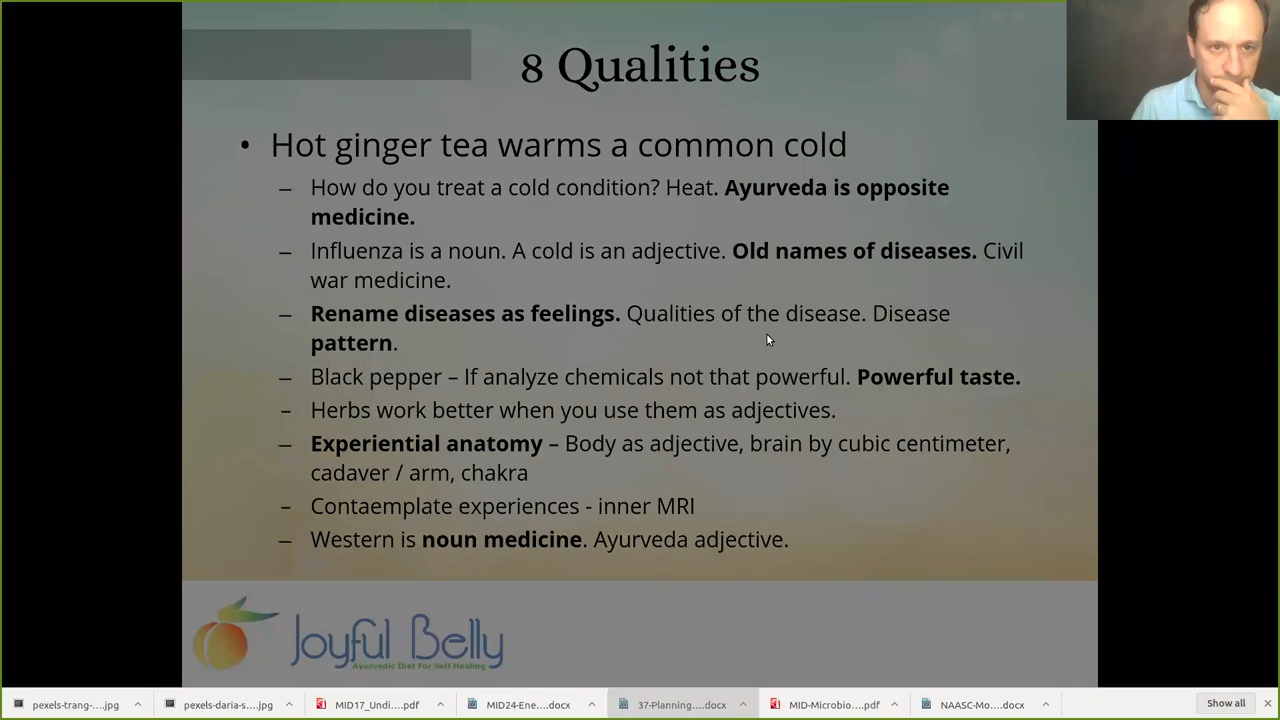 8 Qualities
• Hot ginger tea warms a common cold
– How do you treat a cold condition? Heat. Ayurveda is opposite
medicine.
– Influenza is a noun. A cold is an adjective. Old names of diseases. Civil
war medicine.
– Rename diseases as feelings. Qualities of the disease. Disease
pattern.
– Black pepper – If analyze chemicals not that powerful. Powerful taste.
– Herbs work better when you use them as adjectives.
– Experiential anatomy – Body as adjective, brain by cubic centimeter,
cadaver / arm, chakra
– Contaemplate experiences - inner MRI
– Western is noun medicine. Ayurveda adjective.
Joyful Belly
Ayurvedic Diet For Self Healing
pexels-trang-....jpg
pexels-daria-s....jpg
MID17_Undi....pdf
MID24-Ene....docx
37-Planning....docx
MID-Microbio....pdf
NAASC-Mo....docx
Show all